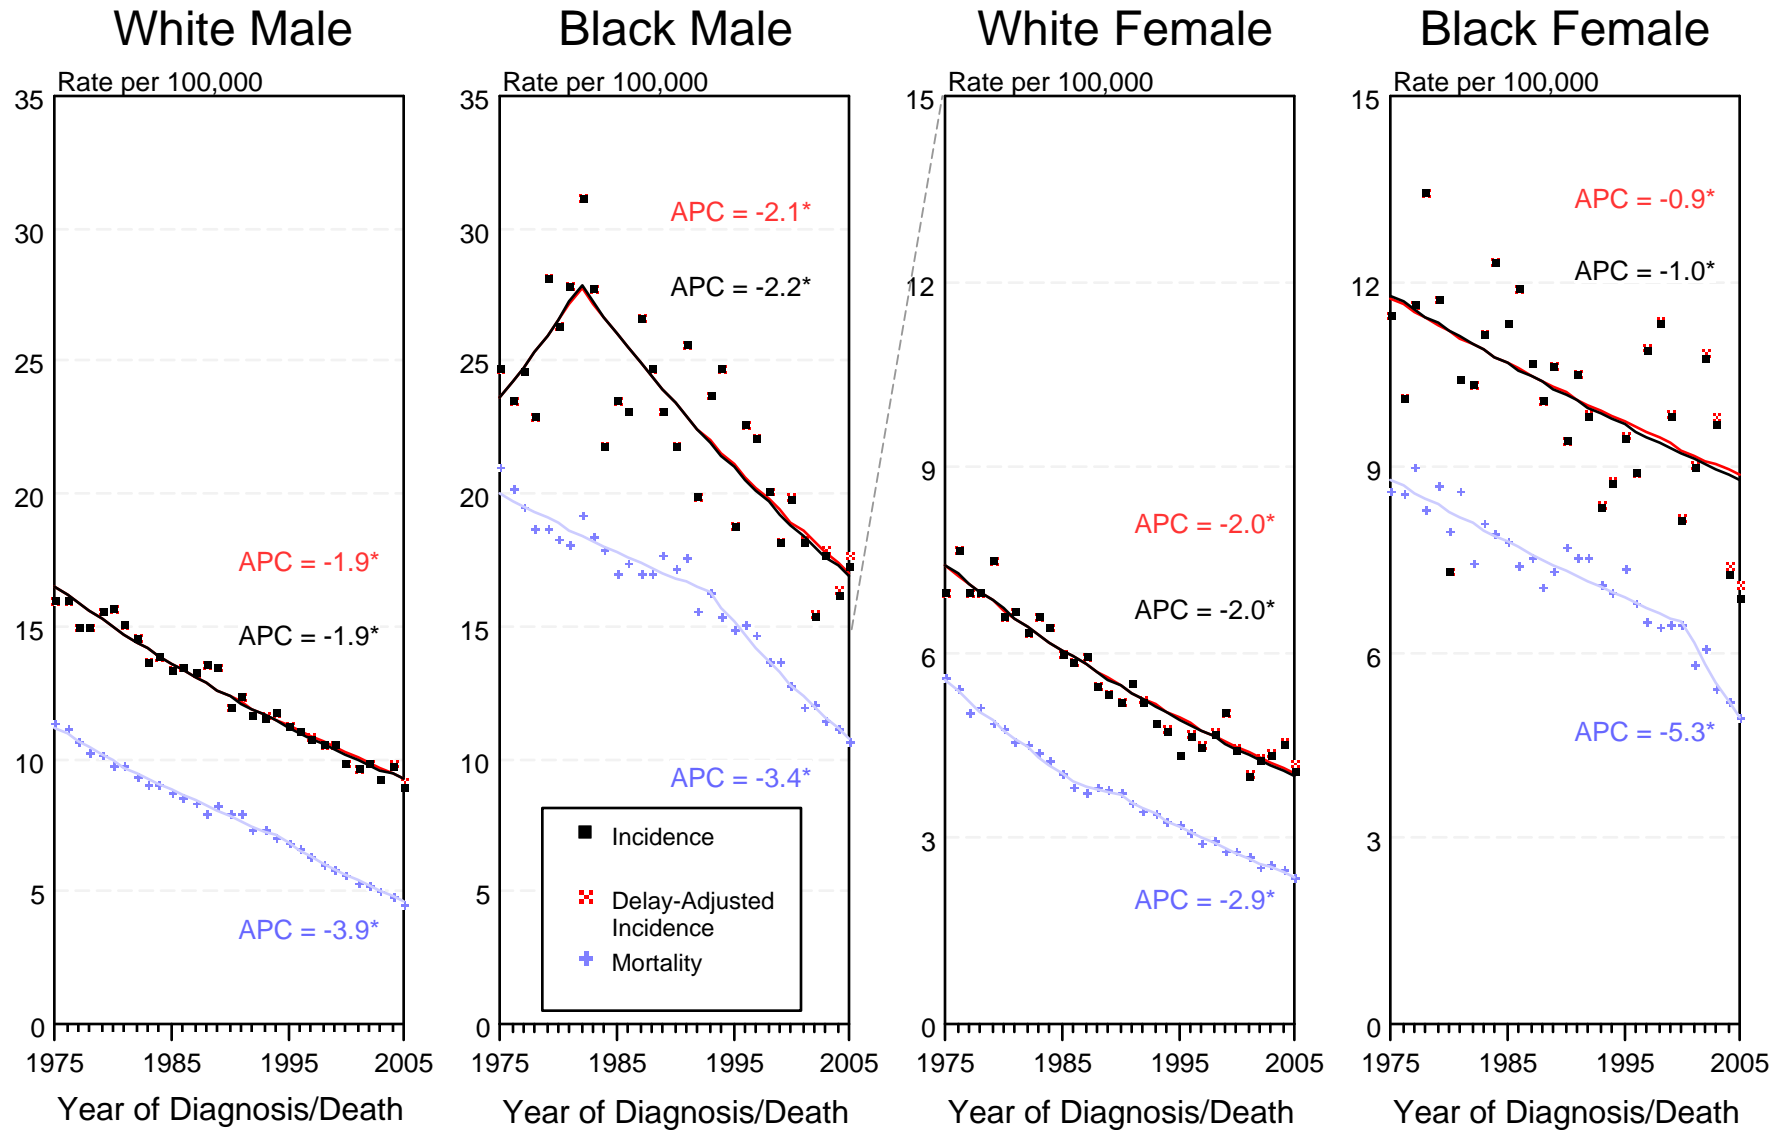 White Male
Black Male
White Female
Black Female
Rate per 100,000
Rate per 100,000
Rate per 100,000
Rate per 100,000
35
30
25
20
15
10
5
0
APC = -1.9*
APC = -1.9*
APC = -3.9*
1975
1985
1995
2005
Year of Diagnosis/Death
35
30
25
20
15
10
5
0
APC = -2.1*
APC = -2.2*
APC = -3.4*
Incidence
Delay-Adjusted
Incidence
Mortality
1975
1985
1995
2005
Year of Diagnosis/Death
15
12
9
6
3
0
APC = -2.0*
APC = -2.0*
APC = -2.9*
1975
1985
1995
2005
Year of Diagnosis/Death
15
12
9
6
3
0
APC = -0.9*
APC = -1.0*
APC = -5.3*
1975
1985
1995
2005
Year of Diagnosis/Death